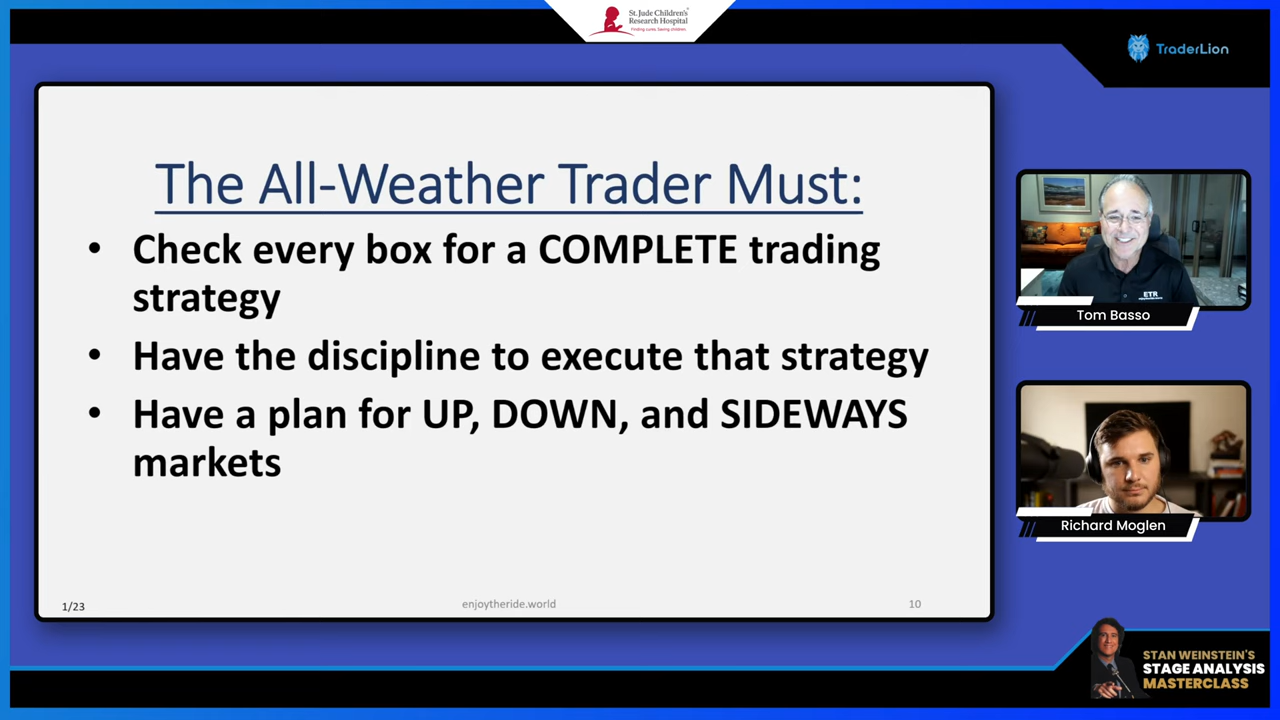 St. Jude Children's
Research Hospital
Finding cures. Saving children.
TraderLion
The All-Weather Trader Must:
• Check every box for a COMPLETE trading
strategy
• Have the discipline to execute that strategy
• Have a plan for UP, DOWN, and SIDEWAYS
markets
1/23
enjoytheride.world
10
ETR
Tom Basso
Richard Moglen
STAN WEINSTEIN'S
STAGE ANALYSIS
MASTERCLASS